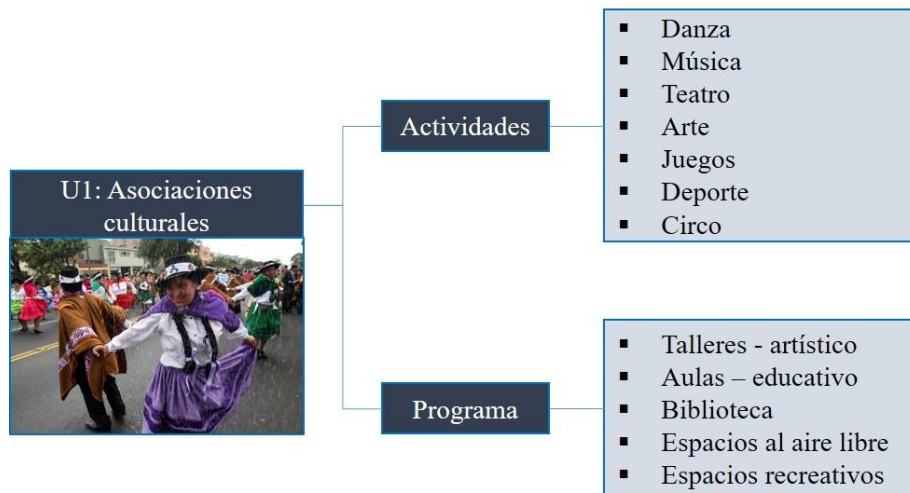 U1: Asociaciones
culturales
Actividades
▪ Danza
▪ Música
▪ Teatro
▪ Arte
▪ Juegos
▪ Deporte
▪ Circo
Programa
▪ Talleres - artístico
▪ Aulas – educativo
▪ Biblioteca
▪ Espacios al aire libre
▪ Espacios recreativos